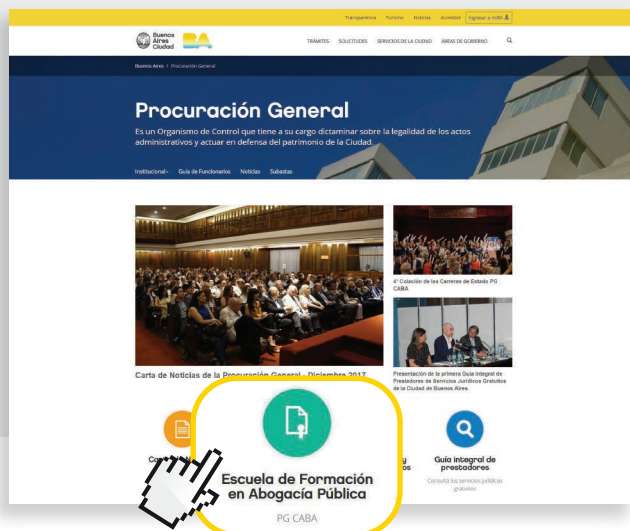 Transparencia Turismo Noticias Accesible Ingresar a miBA
Buenos
Aires
Ciudad
BA
TRÁMITES SOLICITUDES SERVICIOS DE LA CIUDAD ÁREAS DE GOBIERNO
Buenos Aires / Procuración General
Procuración General
Es un Organismo de Control que tiene a su cargo dictaminar sobre la legalidad de los actos
administrativos y actuar en defensa del patrimonio de la Ciudad.
Institucional Guía de Funcionarios Noticias Subastas
Carta de Noticias de la Procuración General - Diciembre 2017
4° Colación de las Carreras de Estado PG
CABA
Presentación de la primera Guía Integral de
Prestadores de Servicios Jurídicos Gratuitos
de la Ciudad de Buenos Aires
Escuela de Formación
en Abogacía Pública
PG CABA
Guía integral de
prestadores
Consultá los servicios jurídicos
gratuitos